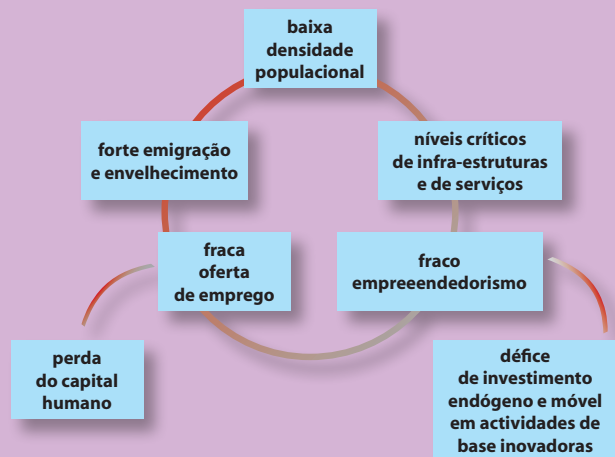 baixa
densidade
populacional
forte emigração
e envelhecimento
níveis críticos
de infra-estruturas
e de serviços
fraca
oferta
de emprego
fraco
empreeendedorismo
perda
do capital
humano
défice
de investimento
endógeno e móvel
em actividades de
base inovadoras